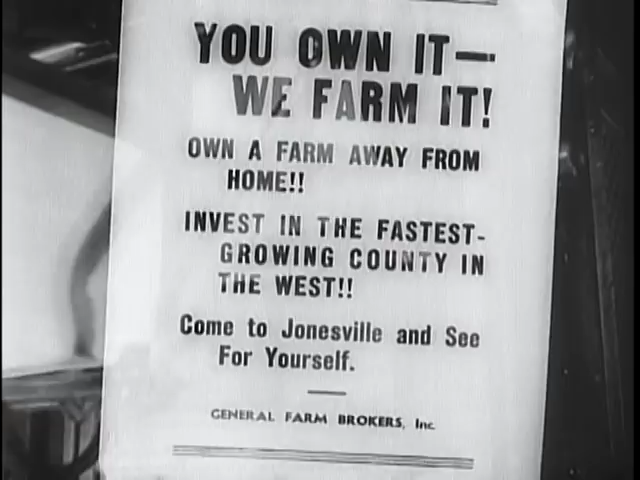 YOU OWN IT—
WE FARM IT!
OWN A FARM AWAY FROM
HOME!!
INVEST IN THE FASTEST-
GROWING COUNTY IN
THE WEST!!
Come to Jonesville and See
For Yourself.
GENERAL FARM BROKERS, Inc.